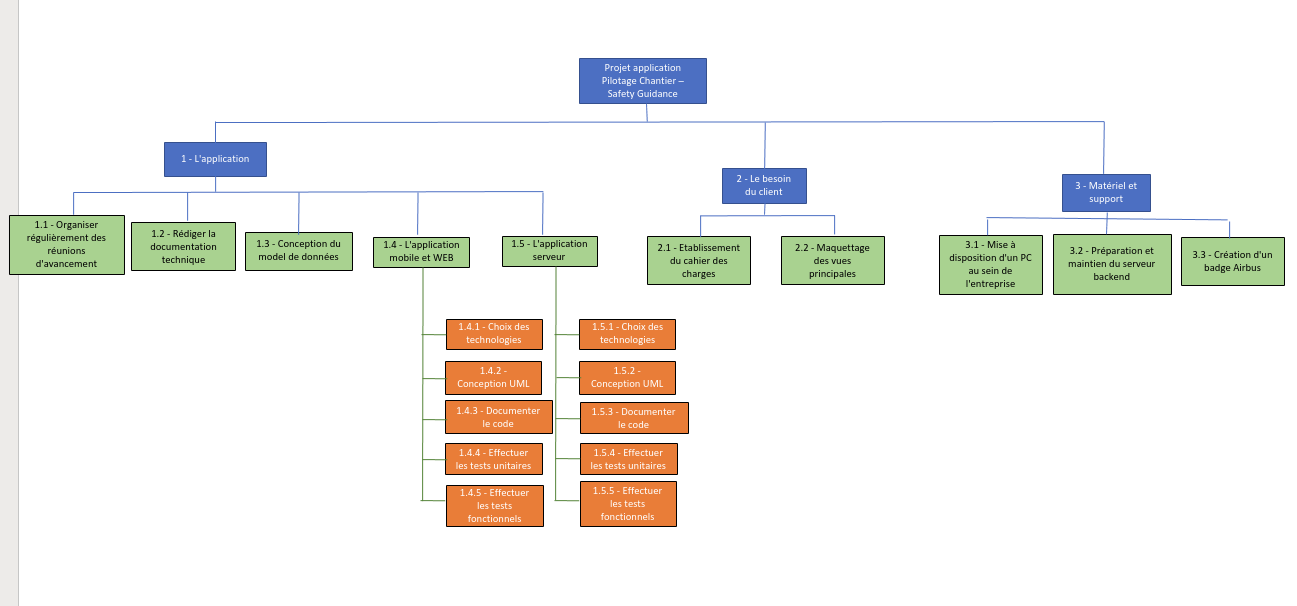 Projet application
Pilotage Chantier –
Safety Guidance
1 - L'application
2 - Le besoin
du client
3 - Matériel et
support
1.1 - Organiser
régulièrement des
réunions
d'avancement
1.2 - Rédiger la
documentation
technique
1.3 - Conception du
model de données
1.4 - L'application
mobile et WEB
1.5 - L'application
serveur
2.1 - Etablissement
du cahier des
charges
2.2 - Maquettage
des vues
principales
3.1 - Mise à
disposition d'un PC
au sein de
l'entreprise
3.2 - Préparation et
maintien du serveur
backend
3.3 - Création d'un
badge Airbus
1.4.1 - Choix des
technologies
1.4.2 -
Conception UML
1.4.3 - Documenter
le code
1.4.4 - Effectuer
les tests unitaires
1.4.5 - Effectuer
les tests
fonctionnels
1.5.1 - Choix des
technologies
1.5.2 -
Conception UML
1.5.3 - Documenter
le code
1.5.4 - Effectuer
les tests unitaires
1.5.5 - Effectuer
les tests
fonctionnels